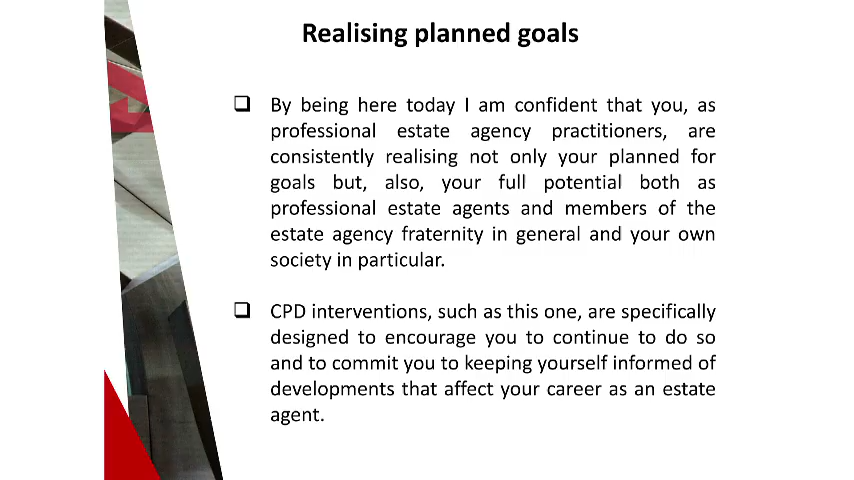 Realising planned goals
By being here today I am confident that you, as
professional estate agency practitioners, are
consistently realising not only your planned for
goals but, also, your full potential both as
professional estate agents and members of the
estate agency fraternity in general and your own
society in particular.
CPD interventions, such as this one, are specifically
designed to encourage you to continue to do so
and to commit you to keeping yourself informed of
developments that affect your career as an estate
agent.